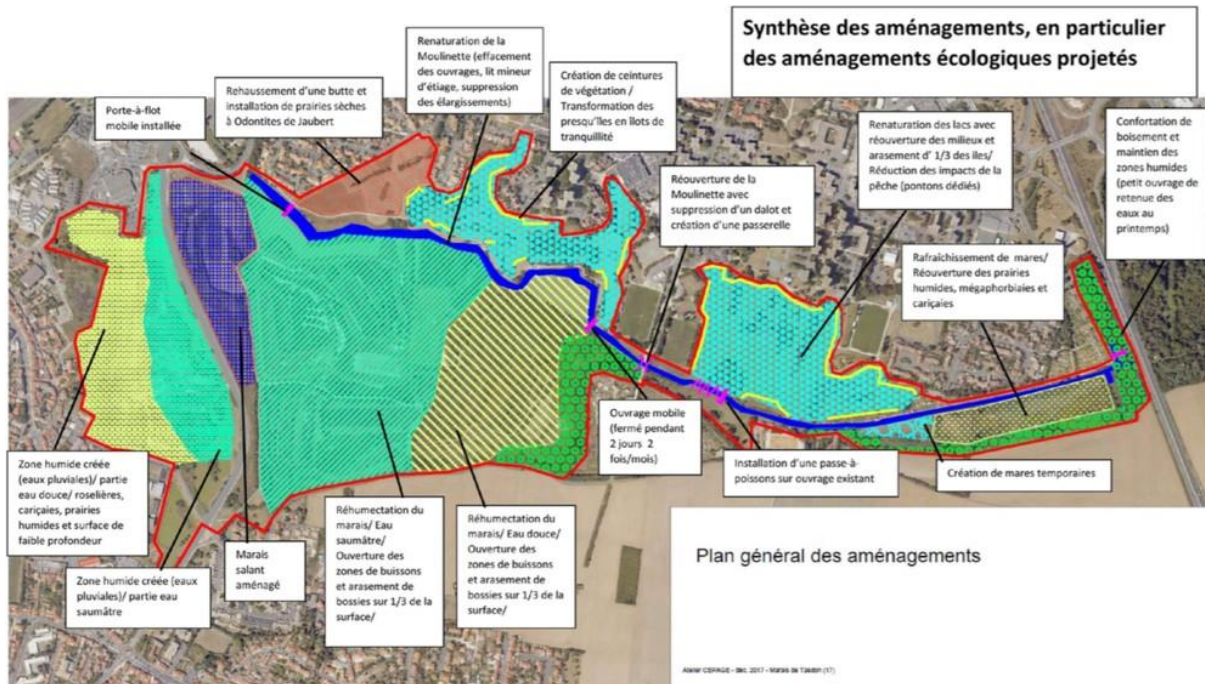 Synthèse des aménagements, en particulier
des aménagements écologiques projetés
Porte-à-flot
mobile installée
Rehaussement d'une butte et
installation de prairies sèches
à Odontites de Jaubert
Renaturation de la
Moulinette (effacement
des ouvrages, lit mineur
d'étiage, suppression
des élargissements)
Création de ceintures
de végétation /
Transformation des
presqu'îles en îlots de
tranquillité
Réouverture de la
Moulinette avec
suppression d'un dalot et
création d'une passerelle
Renaturation des lacs avec
réouverture des milieux et
arasement d' 1/3 des iles/
Réduction des impacts de la
pêche (pontons dédiés)
Rafraîchissement de mares/
Réouverture des prairies
humides, mégaphorbiaies et
cariçaies
Confortation de
boisement et
maintien des
zones humides
(petit ouvrage de
retenue des
eaux au
printemps)
Zone humide créée
(eaux pluviales)/ partie
eau douce/ roselières,
cariçaies, prairies
humides et surface de
faible profondeur
Zone humide créée (eaux
pluviales)/ partie eau
saumâtre
Marais
salant
aménagé
Réhumectation du
marais/ Eau
saumâtre/
Ouverture des
zones de buissons
et arasement de
bossies sur 1/3 de la
surface/
Réhumectation du
marais/ Eau douce/
Ouverture des
zones de buissons
et arasement de
bossies sur 1/3 de la
surface/
Ouvrage mobile
(fermé pendant
2 jours 2
fois/mois)
Installation d'une passe-à-
poissons sur ouvrage existant
Création de mares temporaires
Plan général des aménagements
Atelier CEPAGE - déc. 2017 - Marais de Tasdon (17)